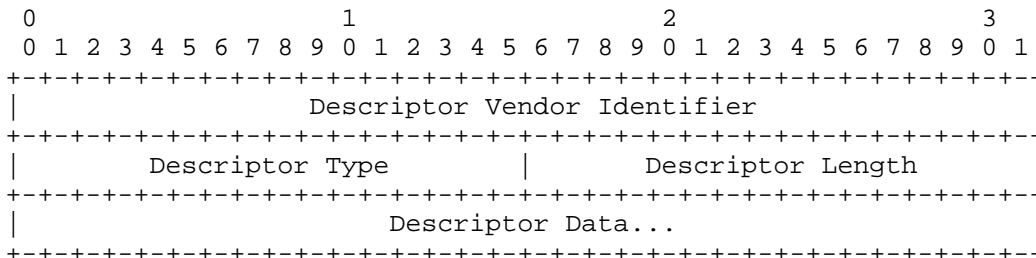 0                   1                   2                   3
 0 1 2 3 4 5 6 7 8 9 0 1 2 3 4 5 6 7 8 9 0 1 2 3 4 5 6 7 8 9 0 1
+-+-+-+-+-+-+-+-+-+-+-+-+-+-+-+-+-+-+-+-+-+-+-+-+-+-+-+-+-+-+-+--
|                  Descriptor Vendor Identifier
+-+-+-+-+-+-+-+-+-+-+-+-+-+-+-+-+-+-+-+-+-+-+-+-+-+-+-+-+-+-+-+--
|        Descriptor Type        |       Descriptor Length
+-+-+-+-+-+-+-+-+-+-+-+-+-+-+-+-+-+-+-+-+-+-+-+-+-+-+-+-+-+-+-+--
|                       Descriptor Data...
+-+-+-+-+-+-+-+-+-+-+-+-+-+-+-+-+-+-+-+-+-+-+-+-+-+-+-+-+-+-+-+--